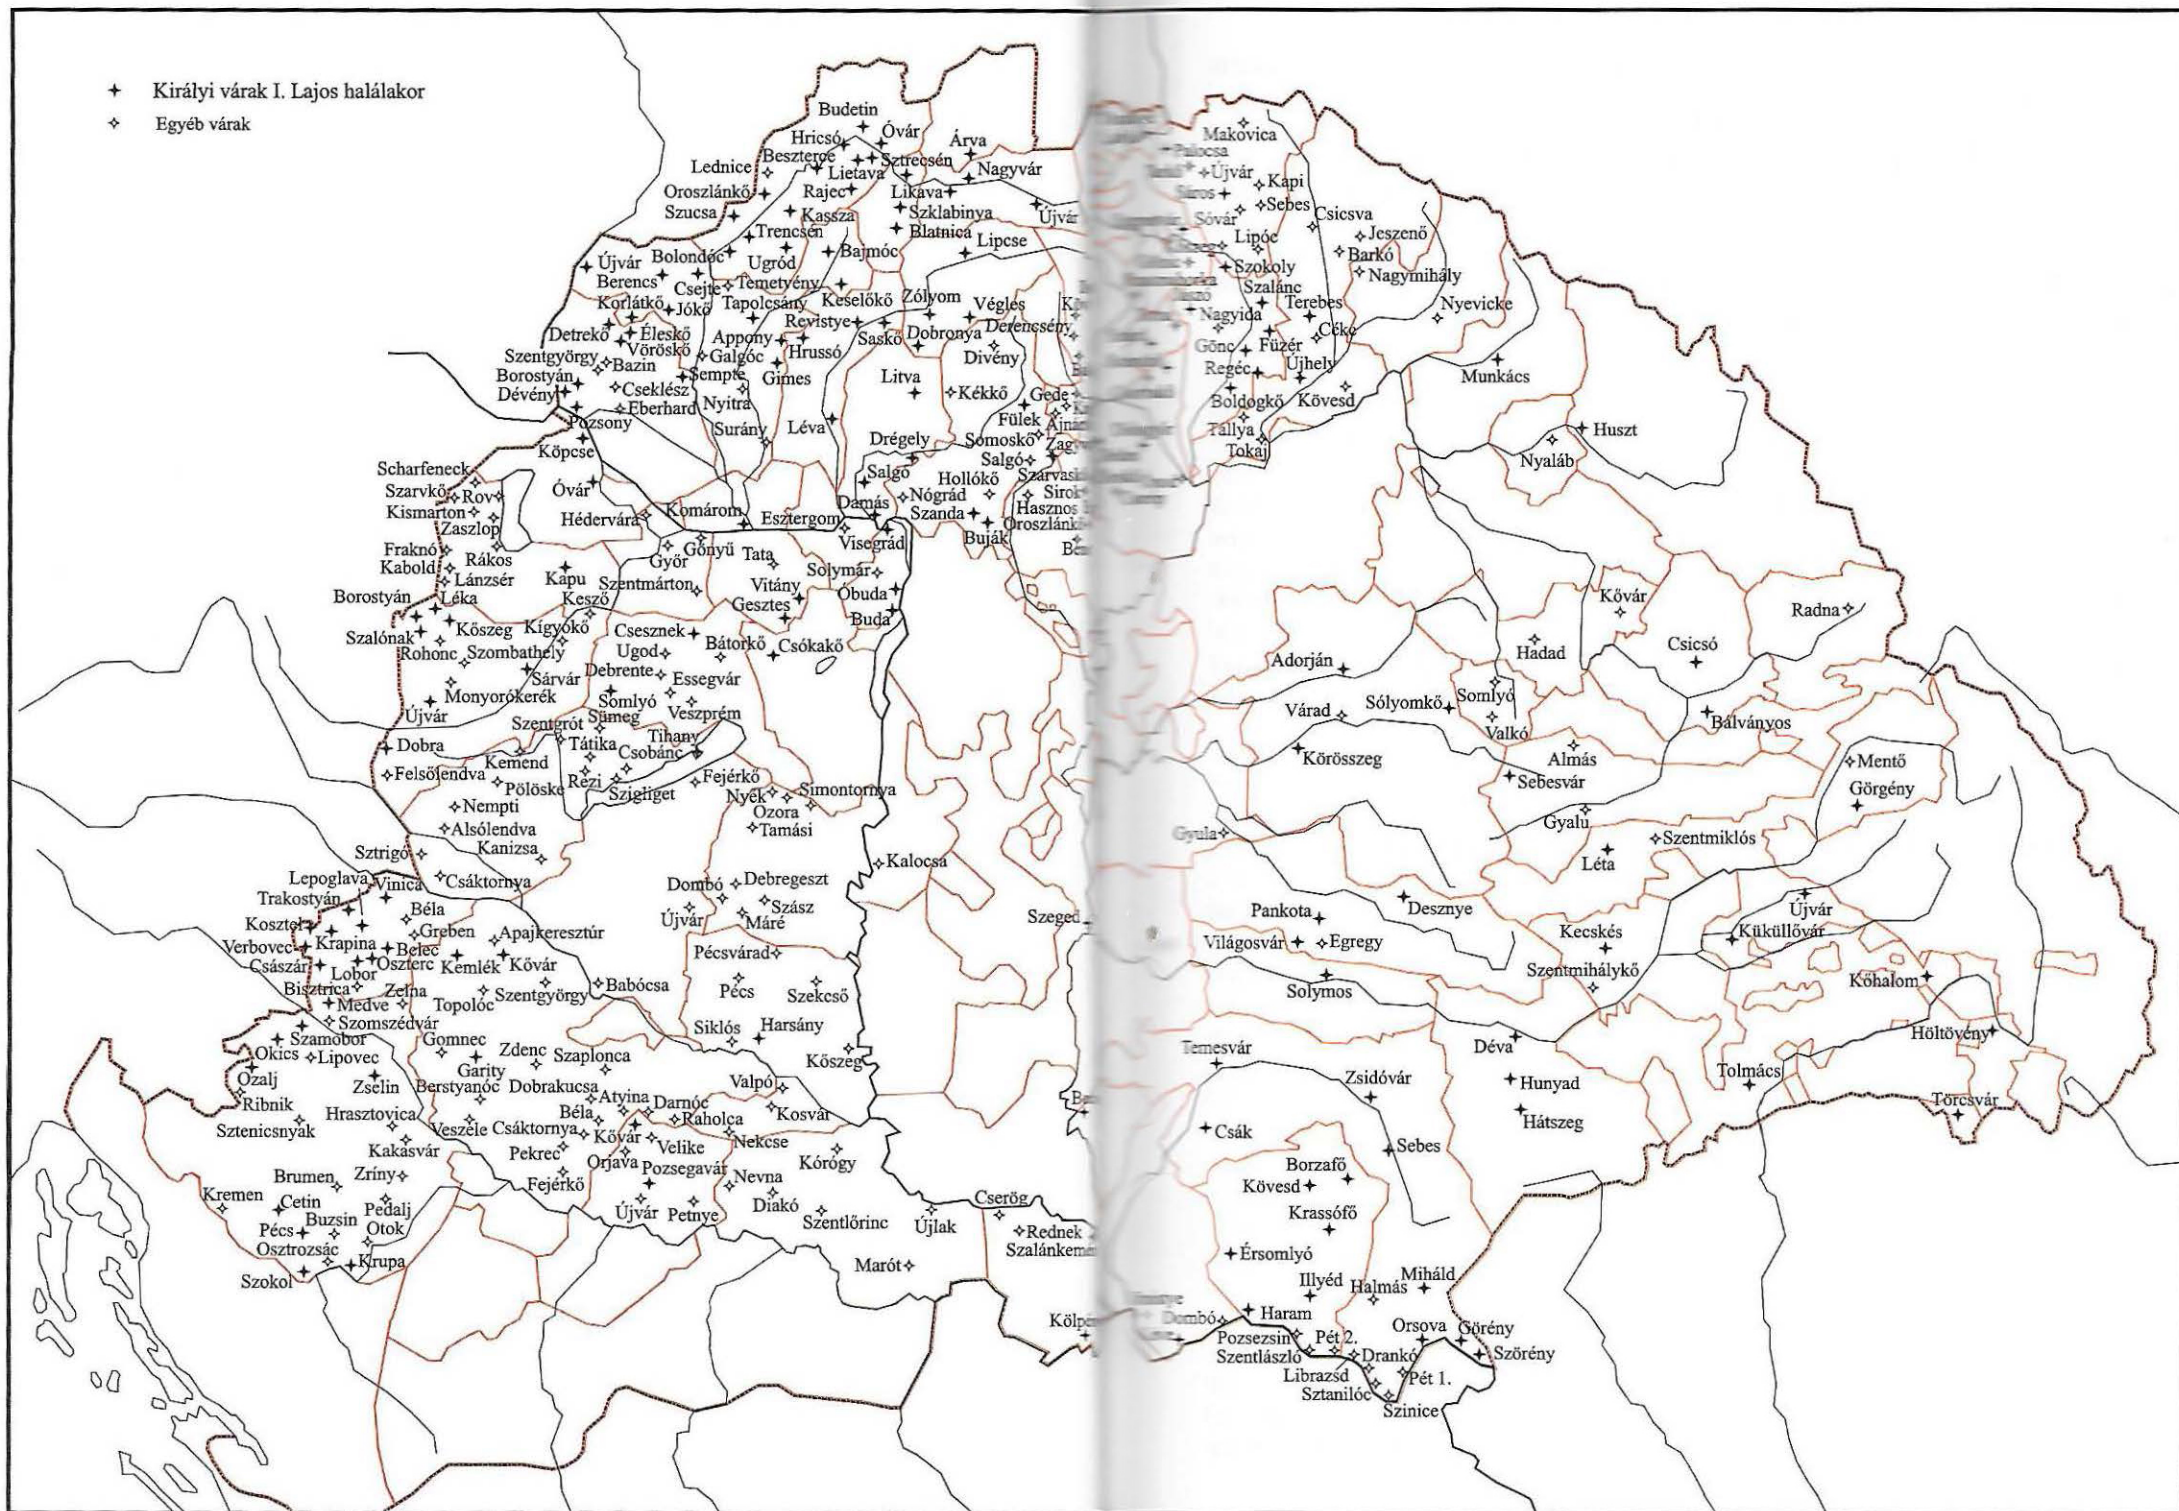 Királyi várak I. Lajos halálakor
Egyéb várak
Budetin
Hricsó
Óvár
Árva
Lednice
Beszterce
Sztrecsén
Lietava
Nagyvár
Oroszlánkő
Rajec
Likava
Szucsa
Kassza
Szklabinya
Újvár
Trencsén
Blatnica
Lipcse
Újvár
Bolondóc
Ugród
Bajmóc
Berencs
Csejte
Temetvény
Korlátkő
Jókő
Tapolcsány
Keselőkő
Zólyom
Végles
Detrekő
Éleskő
Revistye
Saskő
Dobronya
Derencsény
Vöröskő
Appony
Hrussó
Divény
Szentgyörgy
Bazin
Galgóc
Borostyán
Sempte
Gimes
Litva
Dévény
Cseklész
Kékkő
Gede
Eberhard
Nyitra
Fülek
Pozsony
Surány
Léva
Drégely
Somoskő
Köpcse
Salgó
Salgó
Scharfeneck
Hollókő
Szarvkő
Rov
Óvár
Nógrád
Sirok
Kismarton
Damás
Szanda
Hasznos
Zaszlop
Hédervára
Komárom
Esztergom
Visegrád
Buják
Fraknó
Rákos
Győr
Gönyű
Tata
Kabold
Solymár
Lánzsér
Kapu
Szentmárton
Vitány
Óbuda
Borostyán
Léka
Kesző
Gesztes
Buda
Szalónak
Kőszeg
Kígyókő
Csesznek
Bátorkő
Csókakő
Rohonc
Szombathely
Ugod
Sárvár
Debrente
Essegvár
Monyorókerék
Somlyó
Veszprém
Újvár
Szentgrót
Sümeg
Dobra
Tátika
Csobánc
Tihany
Kemend
Felsőlendva
Pölöske
Rezi
Szigliget
Fejérkő
Nyék
Simontornya
Nempti
Ozora
Alsólendva
Tamási
Kanizsa
Sztrigó
Kalocsa
Csáktornya
Lepoglava
Vinica
Dombó
Debregeszt
Trakostyán
Béla
Szász
Újvár
Máré
Kosztel
Greben
Apajkeresztúr
Szeged
Verbovec
Krapina
Belec
Pécsvárad
Császár
Lobor
Oszterc
Kemlék
Kővár
Bisztrica
Zelna
Babócsa
Pécs
Szekcső
Medve
Topolóc
Szentgyörgy
Szomszédvár
Siklós
Harsány
Szamobor
Gomnec
Okics
Lipovec
Zdenc
Szaplonca
Kőszeg
Ozalj
Zselin
Garity
Ribnik
Berstyanóc
Dobrakucsa
Valpó
Hrasztovica
Atyina
Darnóc
Kosvár
Sztenicsnyak
Veszele
Csáktornya
Béla
Raholca
Kakasvár
Kővár
Velike
Nekcse
Pekrec
Orjava
Pozsegavár
Kórógy
Brumen
Zríny
Fejérkő
Nevna
Kremen
Cetin
Pedalj
Újvár
Petnye
Diakó
Cserög
Pécs
Buzsin
Otok
Szentlőrinc
Újlak
Rednek
Osztrozsác
Krupa
Marót
Szokol
Makovica
Palocsa
Újvár
Kapi
Sáros
Sebes
Sóvár
Csicsva
Lipóc
Jeszenő
Barkó
Szokoly
Nagymihály
Szalánc
Nagyida
Terebes
Nyevicke
Céke
Gönc
Füzér
Regéc
Újhely
Munkács
Boldogkő
Kövesd
Tállya
Tokaj
Huszt
Nyaláb
Kővár
Radna
Adorján
Hadad
Csicsó
Sólyomkő
Somlyó
Várad
Valkó
Bálványos
Körösszeg
Almás
Mentő
Sebesvár
Görgény
Gyalu
Gyula
Léta
Szentmiklós
Desznye
Pankota
Újvár
Világosvár
Egregy
Kecskés
Küküllővár
Szentmihálykő
Solymos
Kőhalom
Höltövény
Temesvár
Déva
Zsidóvár
Hunyad
Tolmács
Hátszeg
Törcsvár
Csák
Sebes
Borzafő
Kövesd
Krassófő
Érsomlyó
Illyéd
Halmás
Miháld
Dombó
Haram
Pozsezsin
Pét 2.
Orsova
Görény
Szentlászló
Drankó
Szörény
Librazsd
Pét 1.
Sztanilóc
Szinice